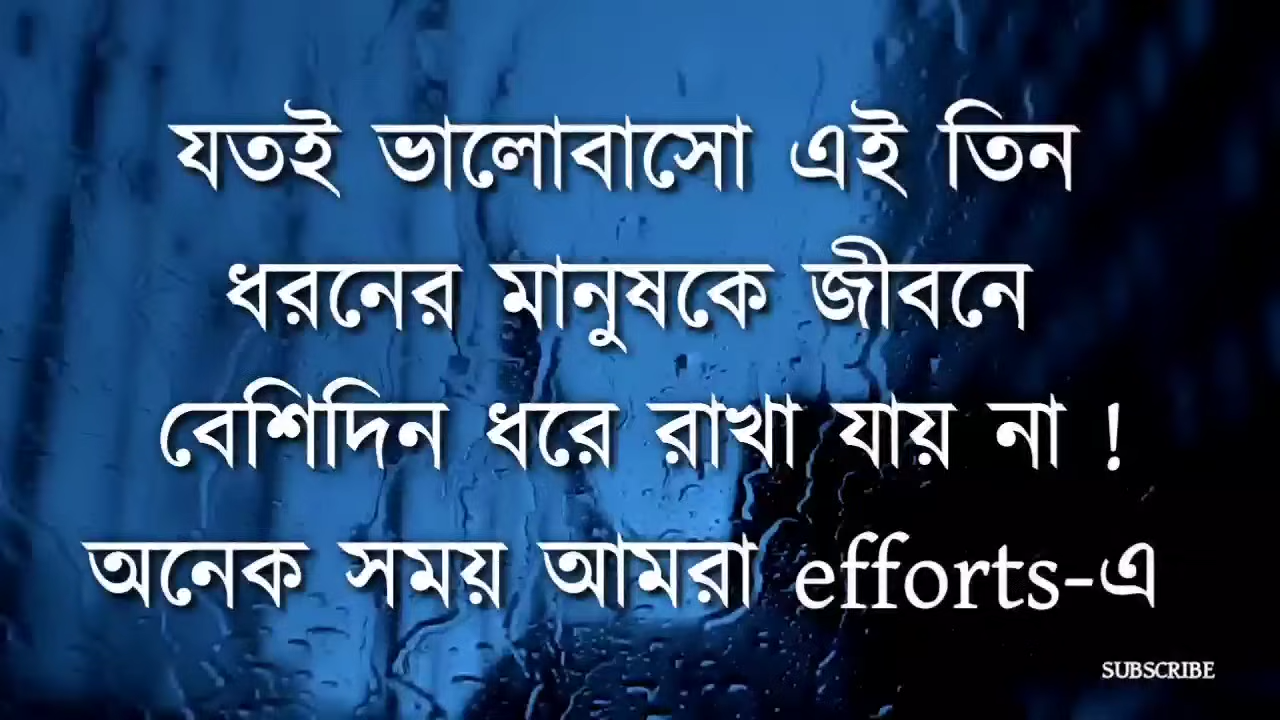 যতই ভালোবাসো এই তিন
ধরনের মানুষকে জীবনে
বেশিদিন ধরে রাখা যায় না !
অনেক সময় আমরা efforts-এ
SUBSCRIBE